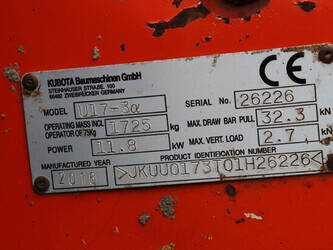 KUBOTA Baumaschinen GmbH
STEINHAUSER STRAßE, 100
66482 ZWEIBRÜCKEN GERMANY
CE
MODEL U17-3α SERIAL No. 26226
OPERATING MASS INCL OPERATOR OF 75Kg 1725 kg MAX. DRAW BAR PULL 32.3 kN
POWER 11.8 kW MAX. VERT. LOAD 2.7 kN
MANUFACTURED YEAR PRODUCT IDENTIFICATION NUMBER
2016 >JKUU0173T01H26226<